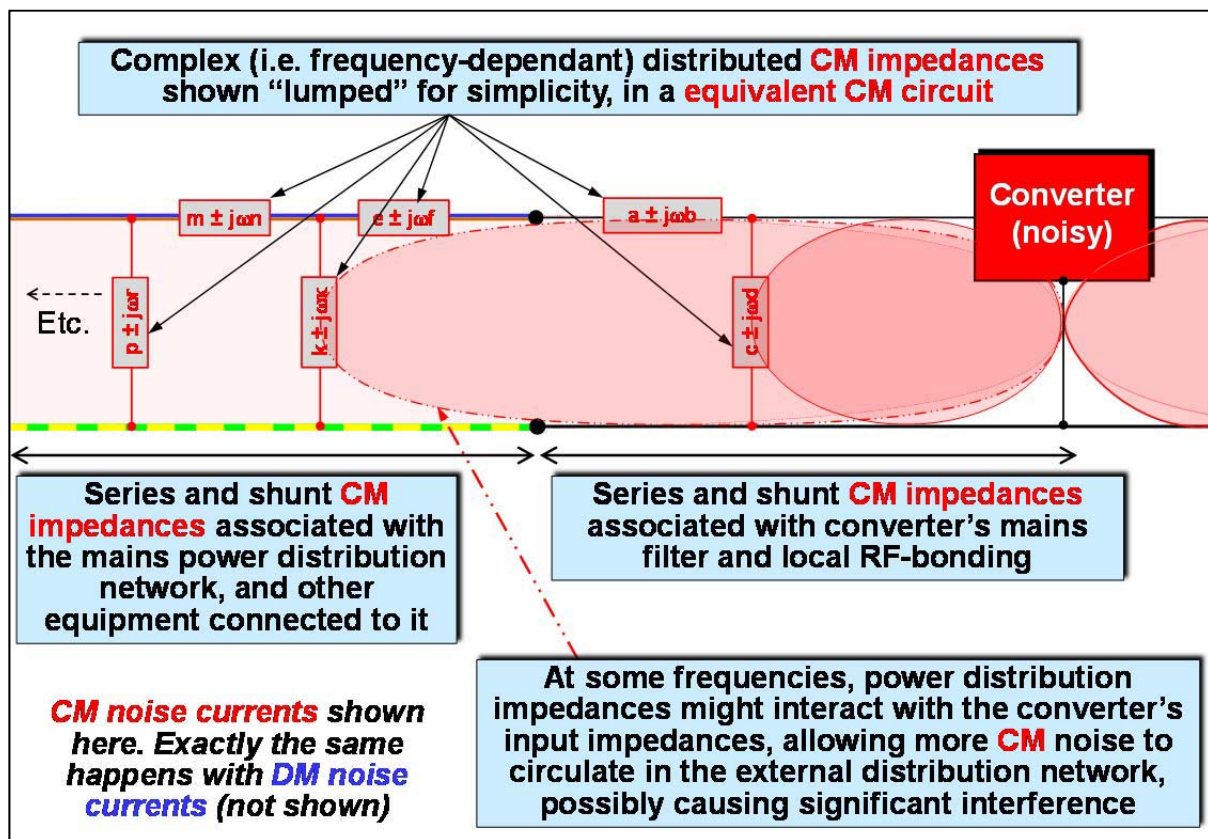 Complex (i.e. frequency-dependant) distributed CM impedances
shown “lumped” for simplicity, in a equivalent CM circuit
Converter
(noisy)
m ± jωn
e ± jωf
a ± jωb
p ± jωr
k ± jωκ
c ± jωd
Etc.
Series and shunt CM
impedances associated with
the mains power distribution
network, and other
equipment connected to it
Series and shunt CM impedances
associated with converter’s mains
filter and local RF-bonding
CM noise currents shown
here. Exactly the same
happens with DM noise
currents (not shown)
At some frequencies, power distribution
impedances might interact with the converter’s
input impedances, allowing more CM noise to
circulate in the external distribution network,
possibly causing significant interference